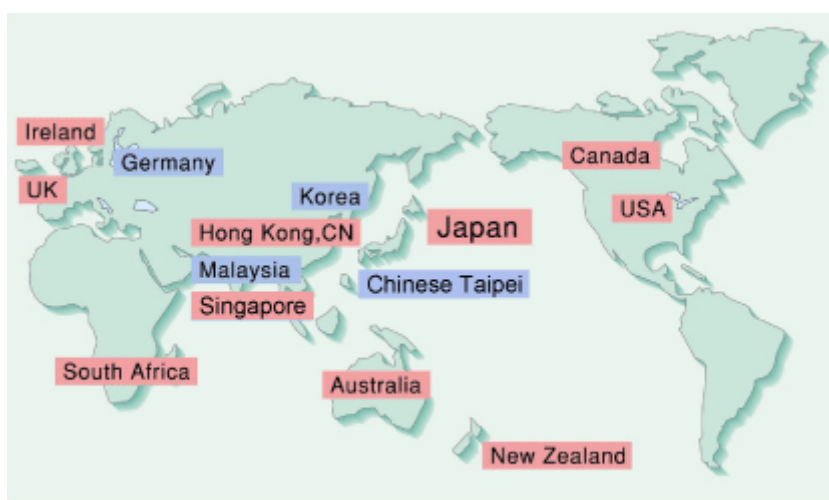 Ireland
Germany
Canada
UK
Korea
USA
Hong Kong,CN
Japan
Malaysia
Chinese Taipei
Singapore
South Africa
Australia
New Zealand